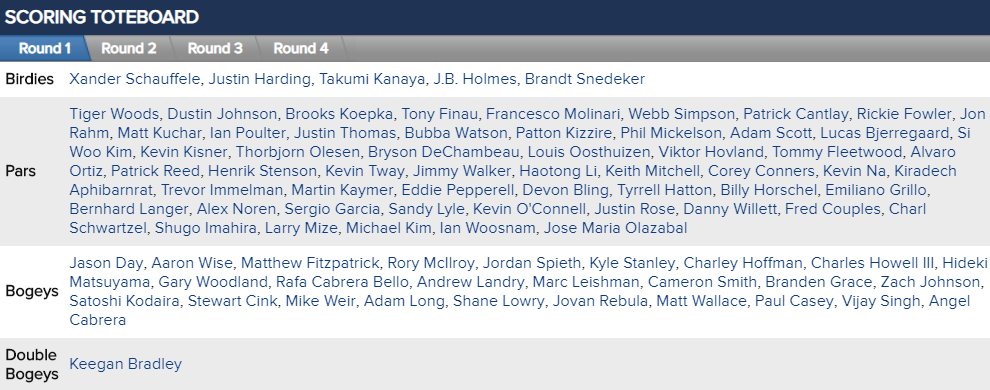 SCORING TOTEBOARD
Round 1 Round 2 Round 3 Round 4
Birdies Xander Schauffele, Justin Harding, Takumi Kanaya, J.B. Holmes, Brandt Snedeker
Pars
Tiger Woods, Dustin Johnson, Brooks Koepka, Tony Finau, Francesco Molinari, Webb Simpson, Patrick Cantlay, Rickie Fowler, Jon
Rahm, Matt Kuchar, Ian Poulter, Justin Thomas, Bubba Watson, Patton Kizzire, Phil Mickelson, Adam Scott, Lucas Bjerregaard, Si
Woo Kim, Kevin Kisner, Thorbjorn Olesen, Bryson DeChambeau, Louis Oosthuizen, Viktor Hovland, Tommy Fleetwood, Alvaro
Ortiz, Patrick Reed, Henrik Stenson, Kevin Tway, Jimmy Walker, Haotong Li, Keith Mitchell, Corey Conners, Kevin Na, Kiradech
Aphibarnrat, Trevor Immelman, Martin Kaymer, Eddie Pepperell, Devon Bling, Tyrrell Hatton, Billy Horschel, Emiliano Grillo,
Bernhard Langer, Alex Noren, Sergio Garcia, Sandy Lyle, Kevin O'Connell, Justin Rose, Danny Willett, Fred Couples, Charl
Schwartzel, Shugo Imahira, Larry Mize, Michael Kim, Ian Woosnam, Jose Maria Olazabal
Bogeys
Jason Day, Aaron Wise, Matthew Fitzpatrick, Rory McIlroy, Jordan Spieth, Kyle Stanley, Charley Hoffman, Charles Howell III, Hideki
Matsuyama, Gary Woodland, Rafa Cabrera Bello, Andrew Landry, Marc Leishman, Cameron Smith, Branden Grace, Zach Johnson,
Satoshi Kodaira, Stewart Cink, Mike Weir, Adam Long, Shane Lowry, Jovan Rebula, Matt Wallace, Paul Casey, Vijay Singh, Angel
Cabrera
Double
Bogeys
Keegan Bradley